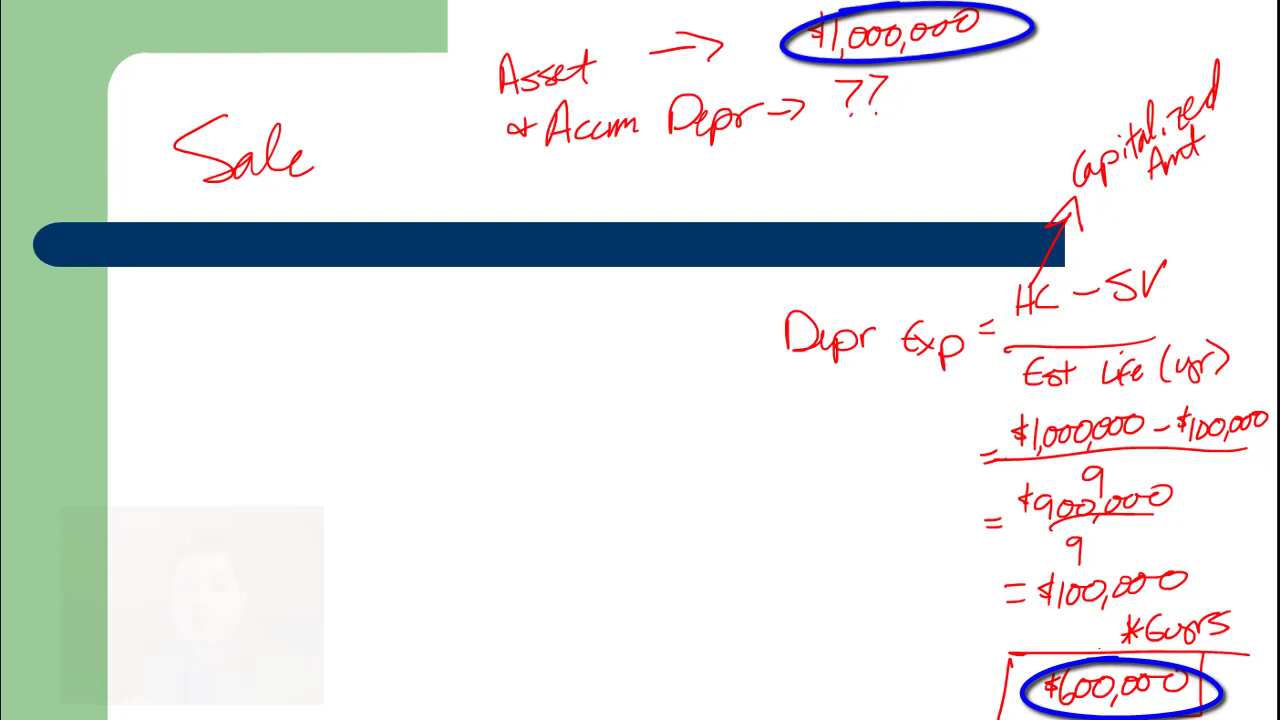 $1,000,000
Asset →
& Accum Depr → ??
Sale
Capitalized
Amt
Depr Exp = HC - SV
Est Life (yr)
= $1,000,000 - $100,000
9
= $900,000
9
= $100,000
*6yrs
$600,000